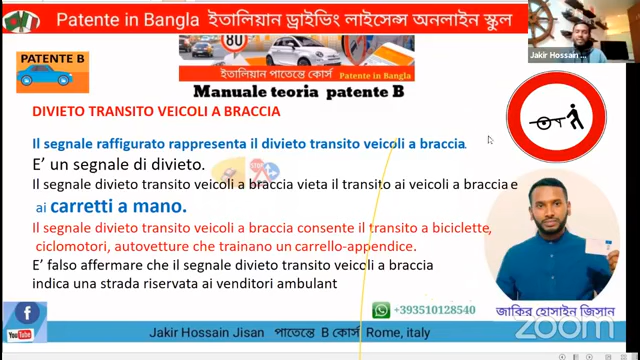 Patente in Bangla ইতালিয়ান ড্রাইভিং লাইসেন্স অনলাইন স্কুল
Jakir Hossain ...
PATENTE B
80
ইতালিয়ান পাতেন্তে কোর্স Patente in Bangla
Manuale teoria patente B
DIVIETO TRANSITO VEICOLI A BRACCIA
Il segnale raffigurato rappresenta il divieto transito veicoli a braccia.
E’ un segnale di divieto.
Il segnale divieto transito veicoli a braccia vieta il transito ai veicoli a braccia e
ai carretti a mano.
Il segnale divieto transito veicoli a braccia consente il transito a biciclette,
ciclomotori, autovetture che trainano un carrello-appendice.
E’ falso affermare che il segnale divieto transito veicoli a braccia
indica una strada riservata ai venditori ambulant
f
+393510128540
জাকির হোসাইন জিসান
YouTube
Jakir Hossain Jisan পাতেন্তে B কোর্স Rome, italy
zoom